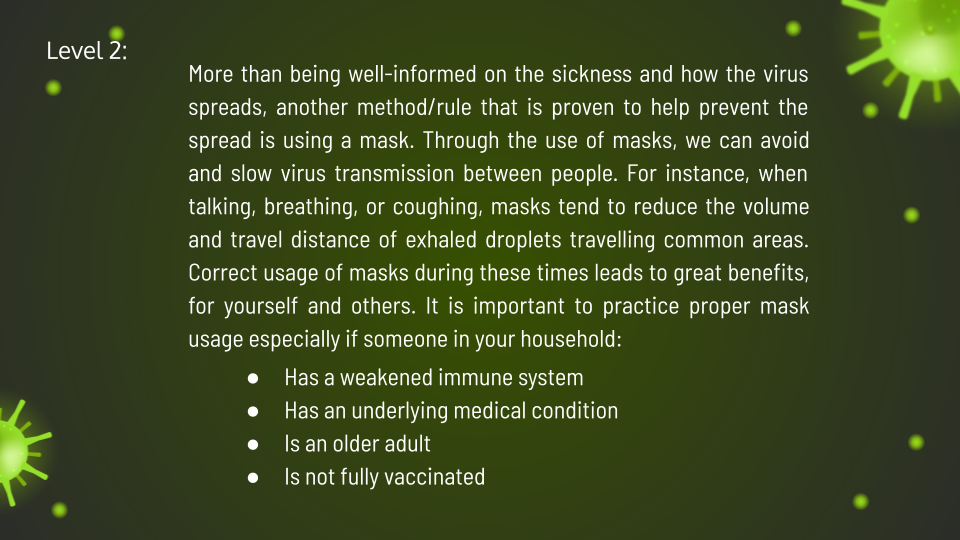 Level 2:
More than being well-informed on the sickness and how the virus
spreads, another method/rule that is proven to help prevent the
spread is using a mask. Through the use of masks, we can avoid
and slow virus transmission between people. For instance, when
talking, breathing, or coughing, masks tend to reduce the volume
and travel distance of exhaled droplets travelling common areas.
Correct usage of masks during these times leads to great benefits,
for yourself and others. It is important to practice proper mask
usage especially if someone in your household:
● Has a weakened immune system
● Has an underlying medical condition
● Is an older adult
● Is not fully vaccinated